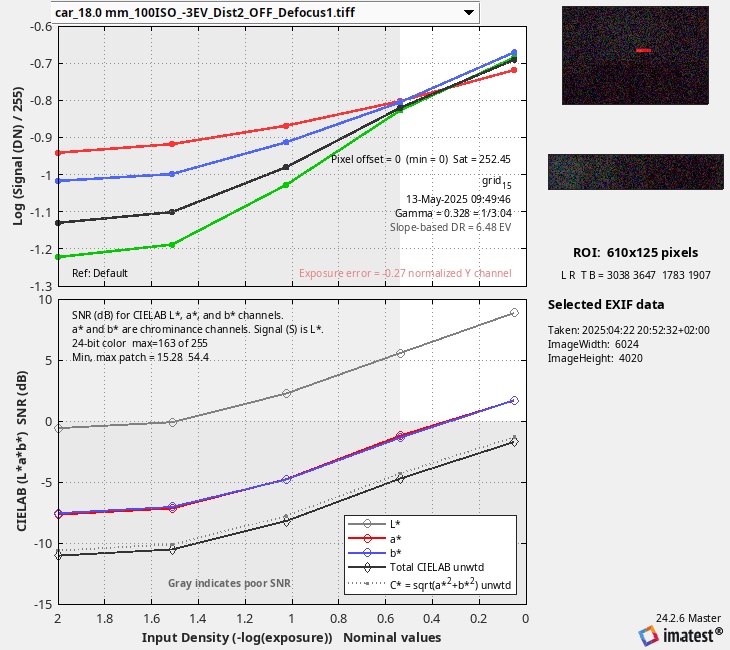 car_18.0 mm_100ISO_-3EV_Dist2_OFF_Defocus1.tiff
-0.6
-0.7
-0.8
-0.9
-1
-1.1
-1.2
-1.3
Log (Signal (DN) / 255)
Pixel offset = 0 (min = 0) Sat = 252.45
grid15
13-May-2025 09:49:46
Gamma = 0.328 = 1/3.04
Slope-based DR = 6.48 EV
Ref: Default
Exposure error = -0.27 normalized Y channel
10
5
0
-5
-10
-15
CIELAB (L*a*b*) SNR (dB)
SNR (dB) for CIELAB L*, a*, and b* channels.
a* and b* are chrominance channels. Signal (S) is L*.
24-bit color max=163 of 255
Min, max patch = 15.28 54.4
L*
a*
b*
Total CIELAB unwtd
C* = sqrt(a*2+b*2) unwtd
Gray indicates poor SNR
2 1.8 1.6 1.4 1.2 1 0.8 0.6 0.4 0.2 0
Input Density (-log(exposure)) Nominal values
ROI: 610x125 pixels
L R T B = 3038 3647 1783 1907
Selected EXIF data
Taken: 2025:04:22 20:52:32+02:00
ImageWidth: 6024
ImageHeight: 4020
24.2.6 Master
imatest®